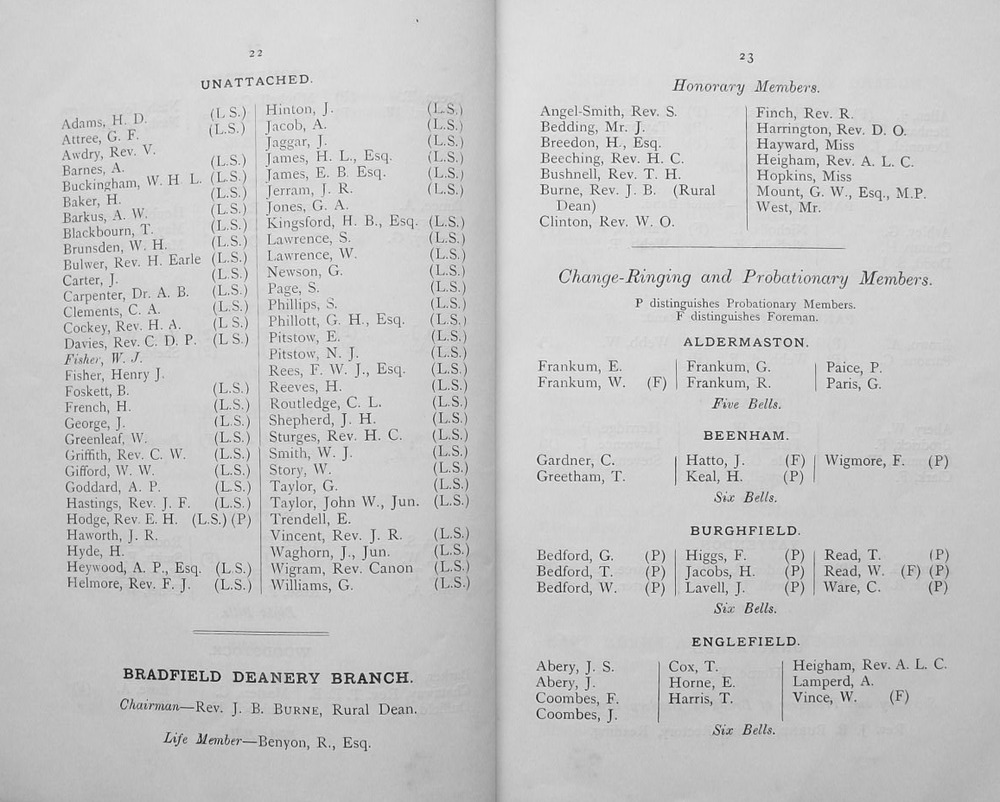 22
UNATTACHED.
Adams, H. D. (L S.)
Attree, G. F. (L.S.)
Awdry, Rev. V.
Barnes, A. (L.S.)
Buckingham, W. H L. (L.S.)
Baker, H. (L.S.)
Barkus, A. W. (L.S.)
Blackbourn, T. (L.S.)
Brunsden, W. H. (L.S.)
Bulwer, Rev. H. Earle (L.S.)
Carter, J. (L.S.)
Carpenter, Dr. A. B. (L.S.)
Clements, C. A. (L.S.)
Cockey, Rev. H. A. (L S.)
Davies, Rev. C. D. P. (L S.)
Fisher, W. J.
Fisher, Henry J.
Foskett, B. (L.S.)
French, H. (L.S.)
George, J. (L.S.)
Greenleaf, W. (L.S.)
Griffith, Rev. C. W. (L.S.)
Gifford, W. W. (L.S.)
Goddard, A. P. (L.S.)
Hastings, Rev. J. F. (L.S.)
Hodge, Rev. E. H. (L.S.) (P)
Haworth, J. R.
Hyde, H.
Heywood, A. P., Esq. (L.S.)
Helmore, Rev. F. J. (L.S.)
Hinton, J. (L.S.)
Jacob, A. (L.S.)
Jaggar, J. (L.S.)
James, H. L., Esq. (L.S.)
James, E. B. Esq. (L.S.)
Jerram, J. R. (L.S.)
Jones, G. A.
Kingsford, H. B., Esq. (L.S.)
Lawrence, S. (L.S.)
Lawrence, W. (L.S.)
Newson, G. (L.S.)
Page, S. (L.S.)
Phillips, S. (L.S.)
Phillott, G. H., Esq. (L.S.)
Pitstow, E. (L.S.)
Pitstow, N. J. (L.S.)
Rees, F. W. J., Esq. (L.S.)
Reeves, H. (L.S.)
Routledge, C. L. (L.S.)
Shepherd, J. H. (L.S.)
Sturges, Rev. H. C. (L.S.)
Smith, W. J. (L.S.)
Story, W. (L.S.)
Taylor, G. (L.S.)
Taylor, John W., Jun. (L.S.)
Trendell, E.
Vincent, Rev. J. R. (L.S.)
Waghorn, J., Jun. (L.S.)
Wigram, Rev. Canon (L.S.)
Williams, G. (L.S.)
BRADFIELD DEANERY BRANCH.
Chairman—Rev. J. B. BURNE, Rural Dean.
Life Member—Benyon, R., Esq.
23
Honorary Members.
Angel-Smith, Rev. S.
Bedding, Mr. J.
Breedon, H., Esq.
Beeching, Rev. H. C.
Bushnell, Rev. T. H.
Burne, Rev. J. B. (Rural
Dean)
Clinton, Rev. W. O.
Finch, Rev. R.
Harrington, Rev. D. O.
Hayward, Miss
Heigham, Rev. A. L. C.
Hopkins, Miss
Mount, G. W., Esq., M.P.
West, Mr.
Change-Ringing and Probationary Members.
P distinguishes Probationary Members.
F distinguishes Foreman.
ALDERMASTON.
Frankum, E.
Frankum, W. (F)
Frankum, G.
Frankum, R.
Paice, P.
Paris, G.
Five Bells.
BEENHAM.
Gardner, C.
Greetham, T.
Hatto, J. (F)
Keal, H. (P)
Wigmore, F. (P)
Six Bells.
BURGHFIELD.
Bedford, G. (P)
Bedford, T. (P)
Bedford, W. (P)
Higgs, F. (P)
Jacobs, H. (P)
Lavell, J. (P)
Read, T. (P)
Read, W. (F) (P)
Ware, C. (P)
Six Bells.
ENGLEFIELD.
Abery, J. S.
Abery, J.
Coombes, F.
Coombes, J.
Cox, T.
Horne, E.
Harris, T.
Heigham, Rev. A. L. C.
Lamperd, A.
Vince, W. (F)
Six Bells.